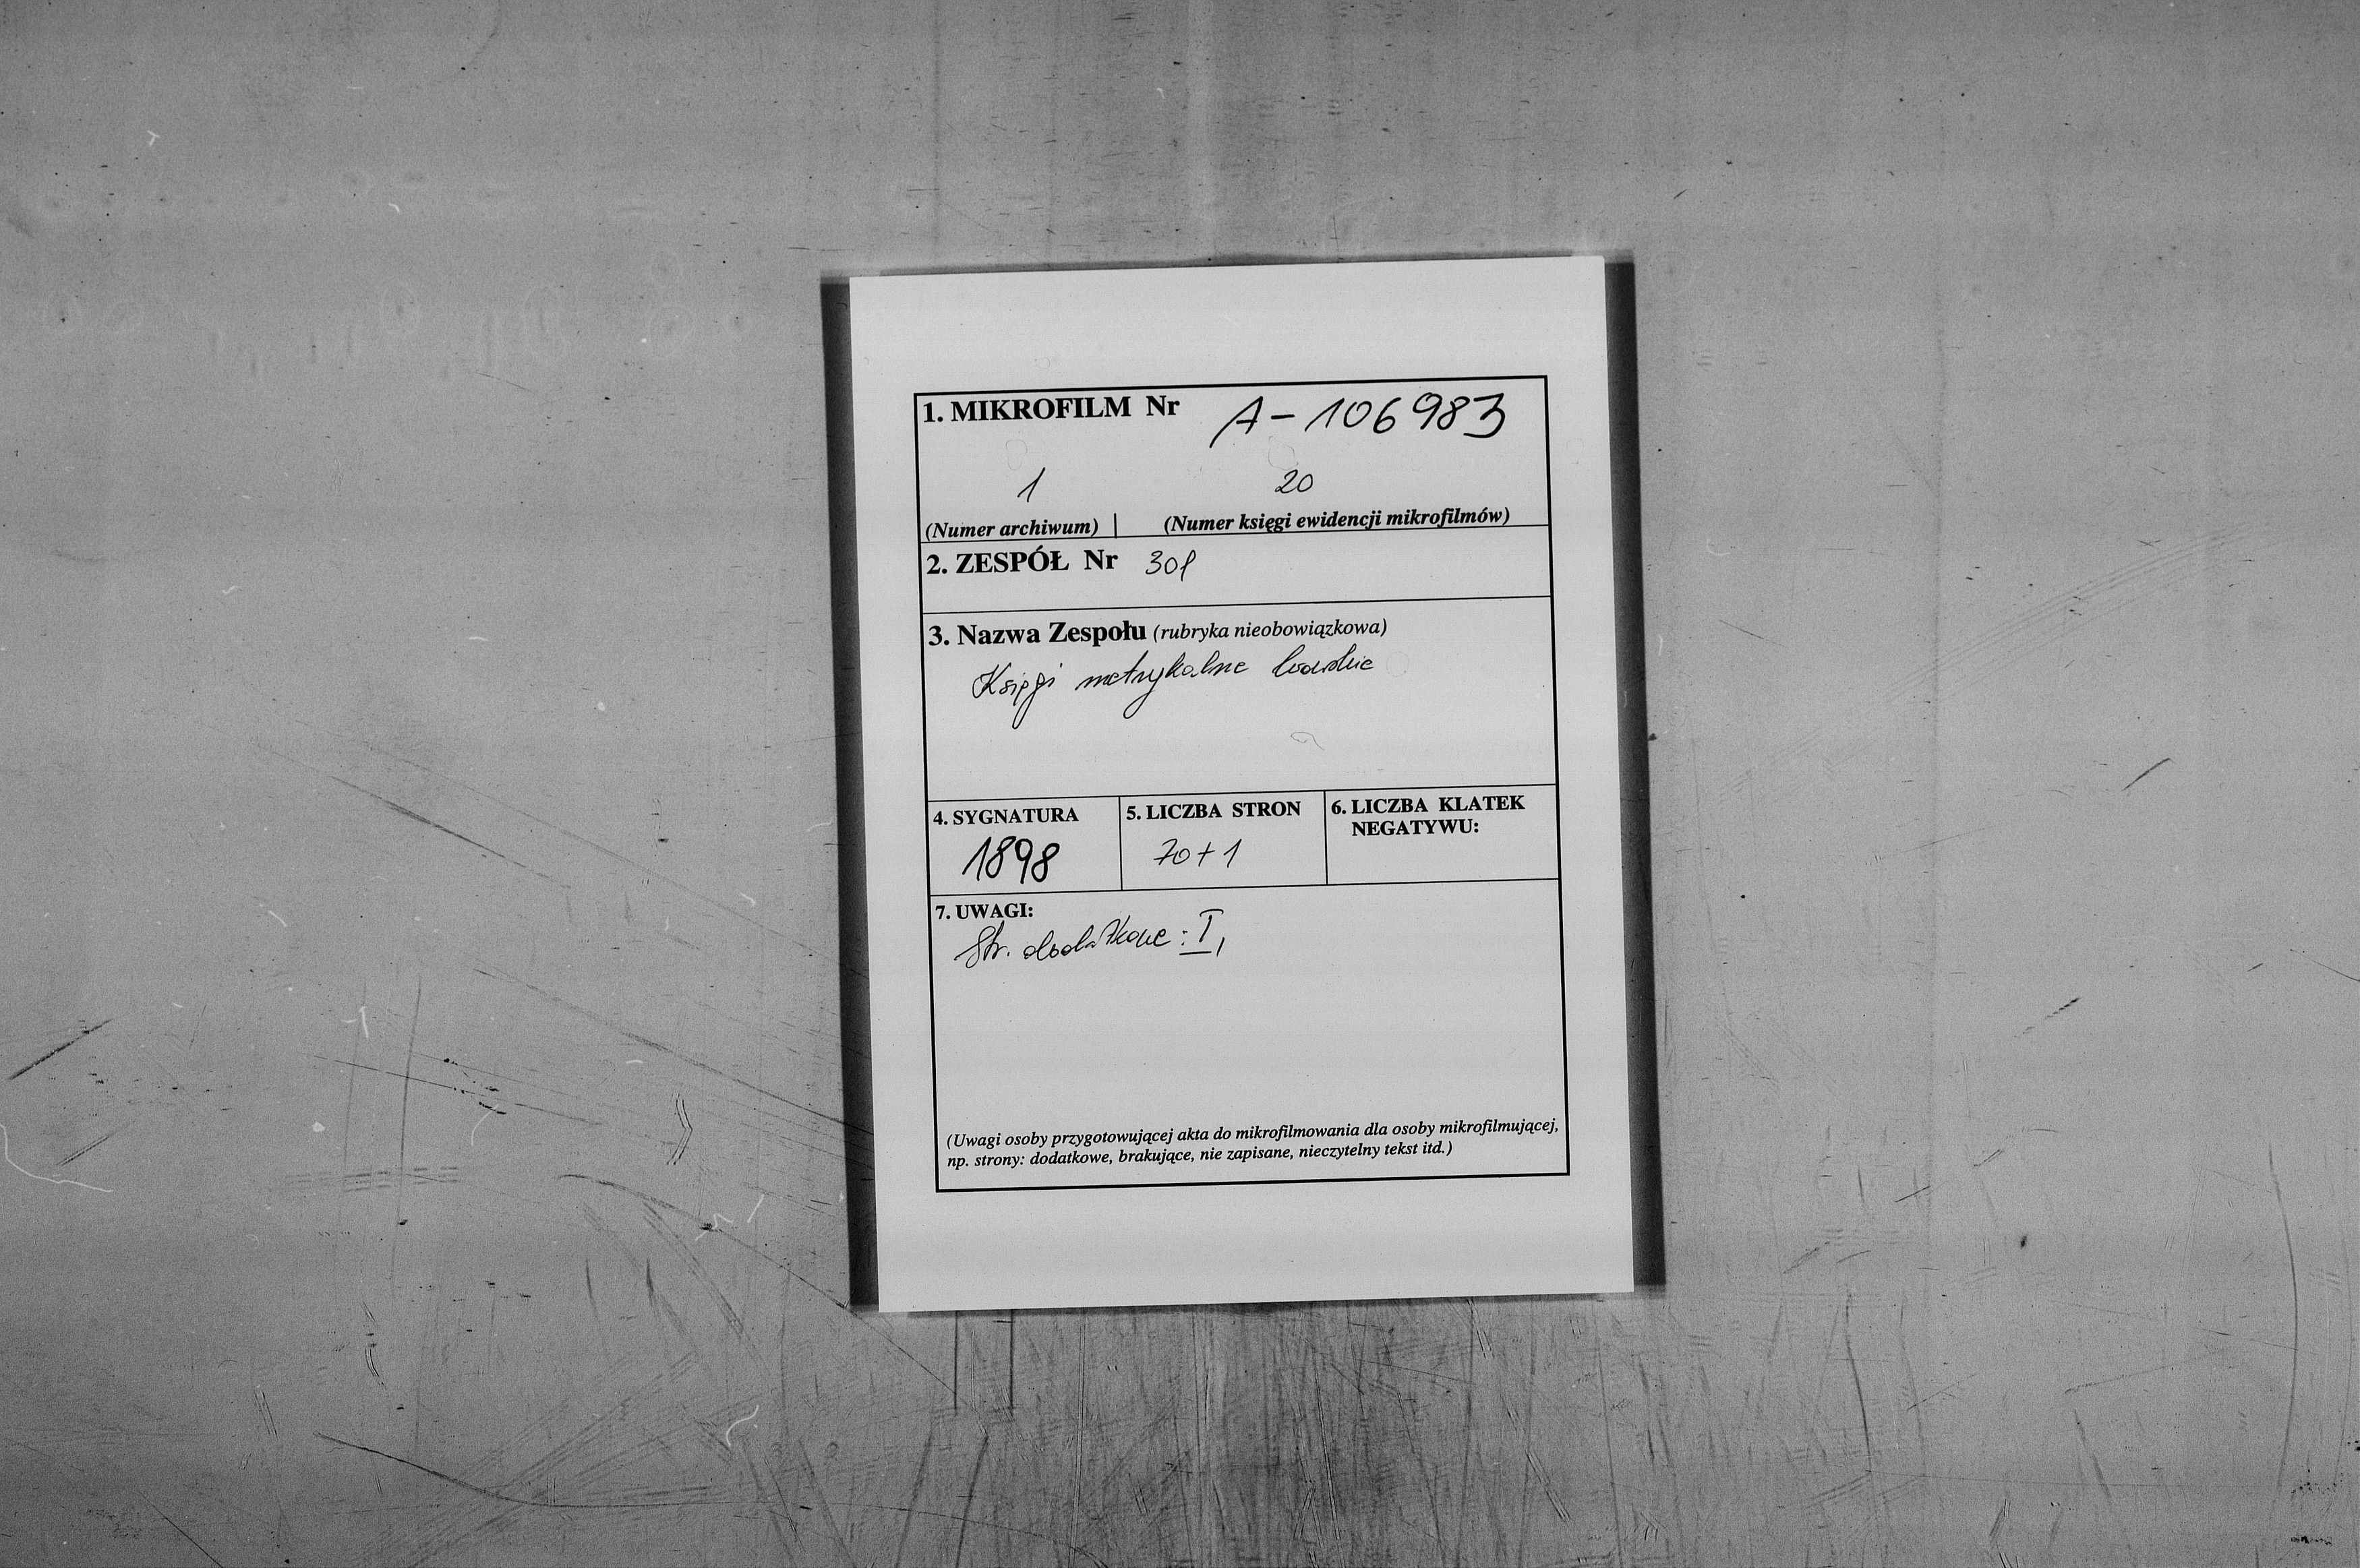 1. MIKROFILM Nr A-106983
1 20
(Numer archiwum) | (Numer księgi ewidencji mikrofilmów)
2. ZESPÓŁ Nr 301
3. Nazwa Zespołu (rubryka nieobowiązkowa)
Księgi metrykalne
4. SYGNATURA 5. LICZBA STRON 6. LICZBA KLATEK
NEGATYWU:
1898 70+1
7. UWAGI:
Str. dodatkowe: I,
(Uwagi osoby przygotowującej akta do mikrofilmowania dla osoby mikrofilmującej,
np. strony: dodatkowe, brakujące, nie zapisane, nieczytelny tekst itd.)